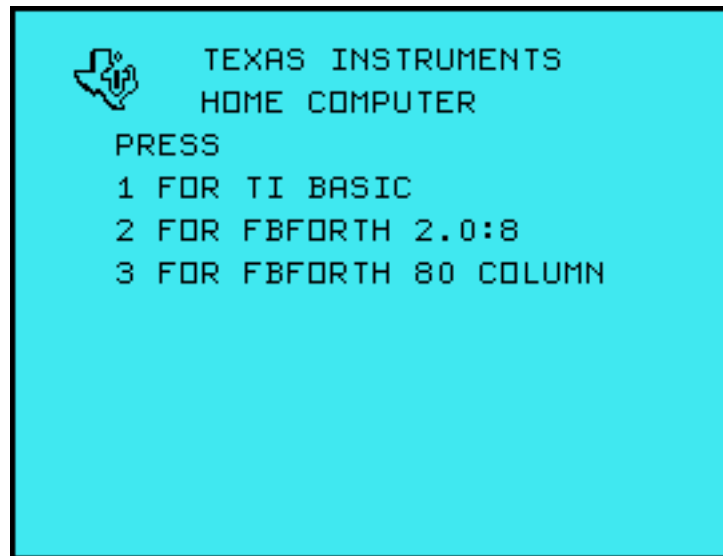 TEXAS INSTRUMENTS
HOME COMPUTER
PRESS
1 FOR TI BASIC
2 FOR FBFORTH 2.0:8
3 FOR FBFORTH 80 COLUMN